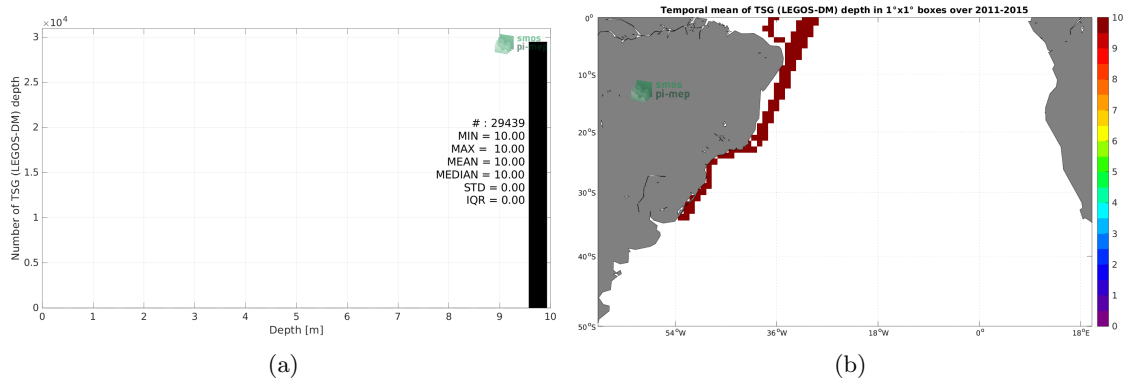 ×10⁴
3
2.5
2
1.5
1
0.5
0
Number of TSG (LEGOS-DM) depth
smos
pi-mep
# : 29439
MIN = 10.00
MAX = 10.00
MEAN = 10.00
MEDIAN = 10.00
STD = 0.00
IQR = 0.00
0 1 2 3 4 5 6 7 8 9 10
Depth [m]
(a)
Temporal mean of TSG (LEGOS-DM) depth in 1°x1° boxes over 2011-2015
0°
10°S
20°S
30°S
40°S
50°S
smos
pi-mep
54°W 36°W 18°W 0° 18°E
10
9
8
7
6
5
4
3
2
1
0
(b)